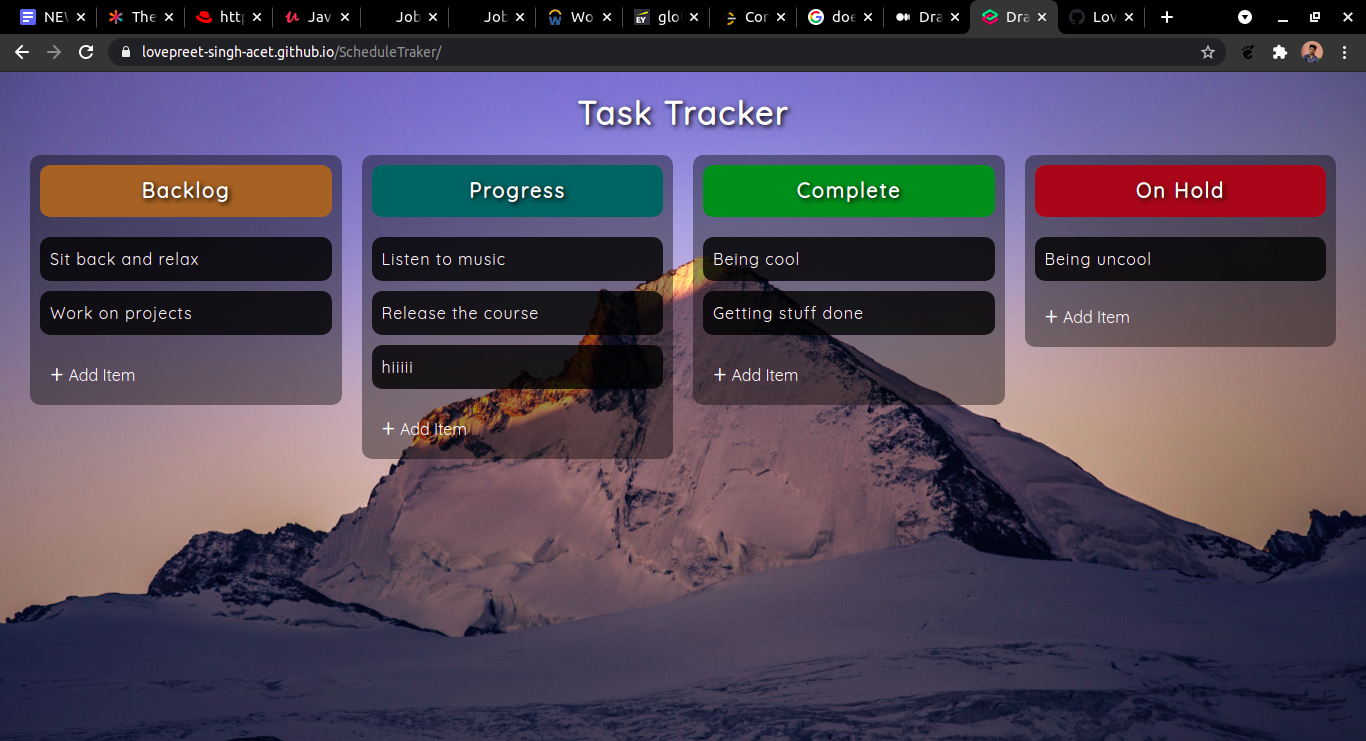 NEW
The
http
Jav
Job
Job
Wo
glo
Cor
doe
Dra
Dra
Lov
lovepreet-singh-acet.github.io/ScheduleTraker/
Task Tracker
Backlog
Sit back and relax
Work on projects
+ Add Item
Progress
Listen to music
Release the course
hiiiii
+ Add Item
Complete
Being cool
Getting stuff done
+ Add Item
On Hold
Being uncool
+ Add Item